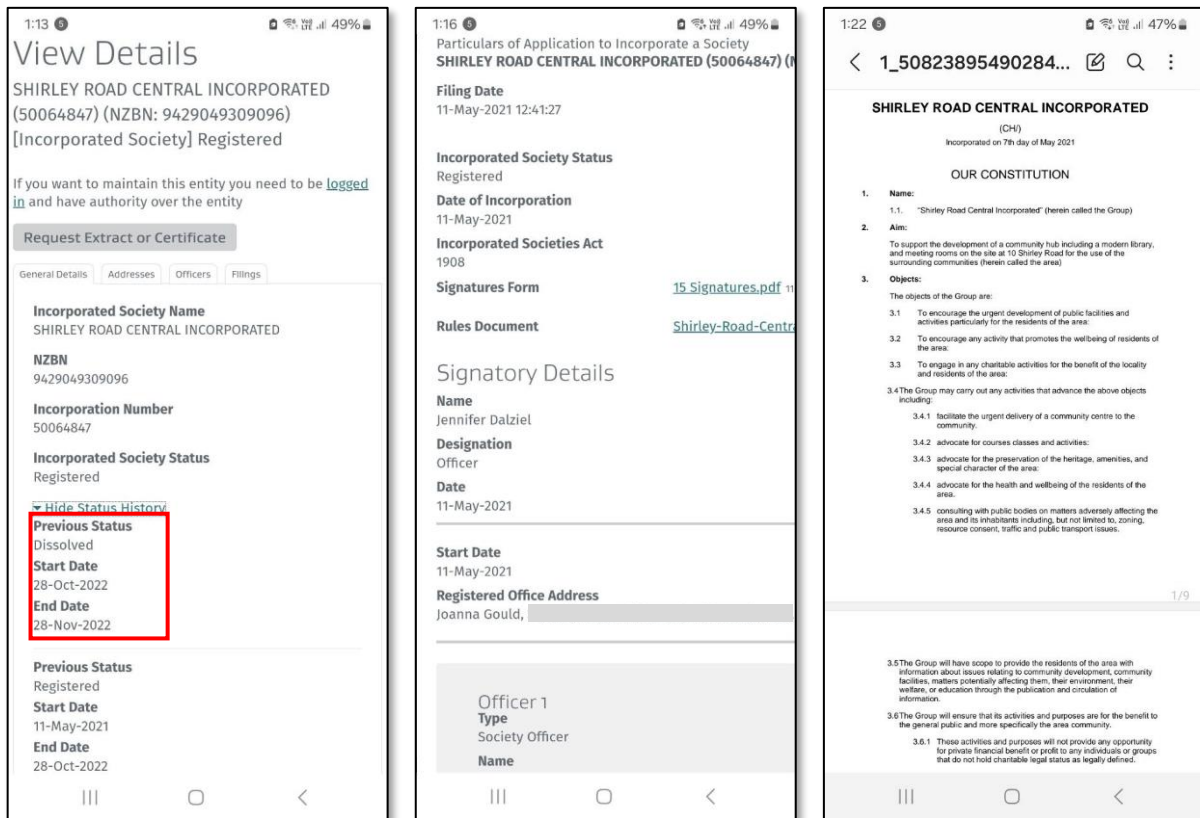 1:13 5 49%
View Details
SHIRLEY ROAD CENTRAL INCORPORATED
(50064847) (NZBN: 9429049309096)
[Incorporated Society] Registered
If you want to maintain this entity you need to be logged
in and have authority over the entity
Request Extract or Certificate
General Details Addresses Officers Filings
Incorporated Society Name
SHIRLEY ROAD CENTRAL INCORPORATED
NZBN
9429049309096
Incorporation Number
50064847
Incorporated Society Status
Registered
Hide Status History
Previous Status
Dissolved
Start Date
28-Oct-2022
End Date
28-Nov-2022
Previous Status
Registered
Start Date
11-May-2021
End Date
28-Oct-2022
1:16 5 49%
Particulars of Application to Incorporate a Society
SHIRLEY ROAD CENTRAL INCORPORATED (50064847) (N
Filing Date
11-May-2021 12:41:27
Incorporated Society Status
Registered
Date of Incorporation
11-May-2021
Incorporated Societies Act
1908
Signatures Form 15 Signatures.pdf 11
Rules Document Shirley-Road-Centra
Signatory Details
Name
Jennifer Dalziel
Designation
Officer
Date
11-May-2021
Start Date
11-May-2021
Registered Office Address
Joanna Gould,
Officer 1
Type
Society Officer
Name
1:22 5 47%
1_50823895490284...
SHIRLEY ROAD CENTRAL INCORPORATED
(CH/)
Incorporated on 7th day of May 2021
OUR CONSTITUTION
1. Name:
1.1. "Shirley Road Central Incorporated" (herein called the Group)
2. Aim:
To support the development of a community hub including a modern library,
and meeting rooms on the site at 10 Shirley Road for the use of the
surrounding communities (herein called the area)
3. Objects:
The objects of the Group are:
3.1 To encourage the urgent development of public facilities and
activities particularly for the residents of the area:
3.2 To encourage any activity that promotes the wellbeing of residents of
the area:
3.3 To engage in any charitable activities for the benefit of the locality
and residents of the area:
3.4The Group may carry out any activities that advance the above objects
including:
3.4.1 facilitate the urgent delivery of a community centre to the
community.
3.4.2 advocate for courses classes and activities:
3.4.3 advocate for the preservation of the heritage, amenities, and
special character of the area:
3.4.4 advocate for the health and wellbeing of the residents of the
area.
3.4.5 consulting with public bodies on matters adversely affecting the
area and its inhabitants including, but not limited to, zoning,
resource consent, traffic and public transport issues.
1/9
3.5The Group will have scope to provide the residents of the area with
information about issues relating to community development, community
facilities, matters potentially affecting them, their environment, their
welfare, or education through the publication and circulation of
information.
3.6The Group will ensure that its activities and purposes are for the benefit to
the general public and more specifically the area community.
3.6.1 These activities and purposes will not provide any opportunity
for private financial benefit or profit to any individuals or groups
that do not hold charitable legal status as legally defined.